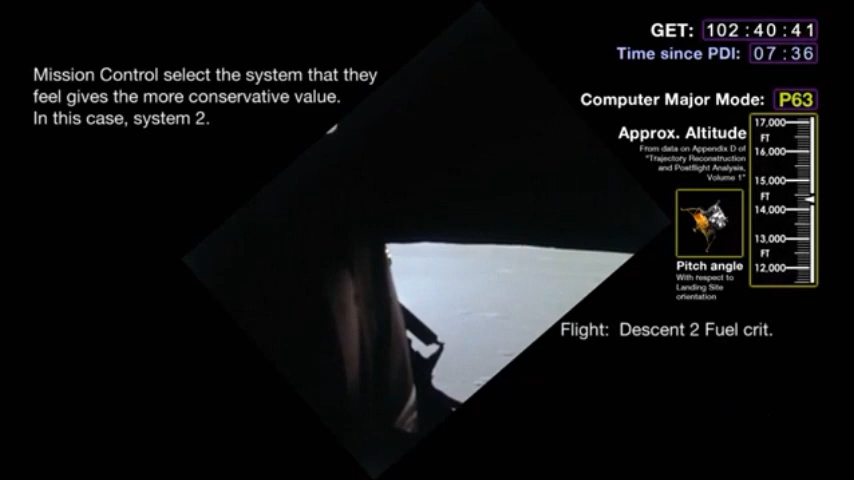 GET: 102:40:41
Time since PDI: 07:36
Mission Control select the system that they
feel gives the more conservative value.
In this case, system 2.
Computer Major Mode: P63
Approx. Altitude
From data on Appendix D of
"Trajectory Reconstruction
and Postflight Analysis,
Volume 1"
17,000
FT
16,000
15,000
FT
14,000
13,000
FT
12,000
Pitch angle
With respect to
Landing Site
orientation
Flight: Descent 2 Fuel crit.